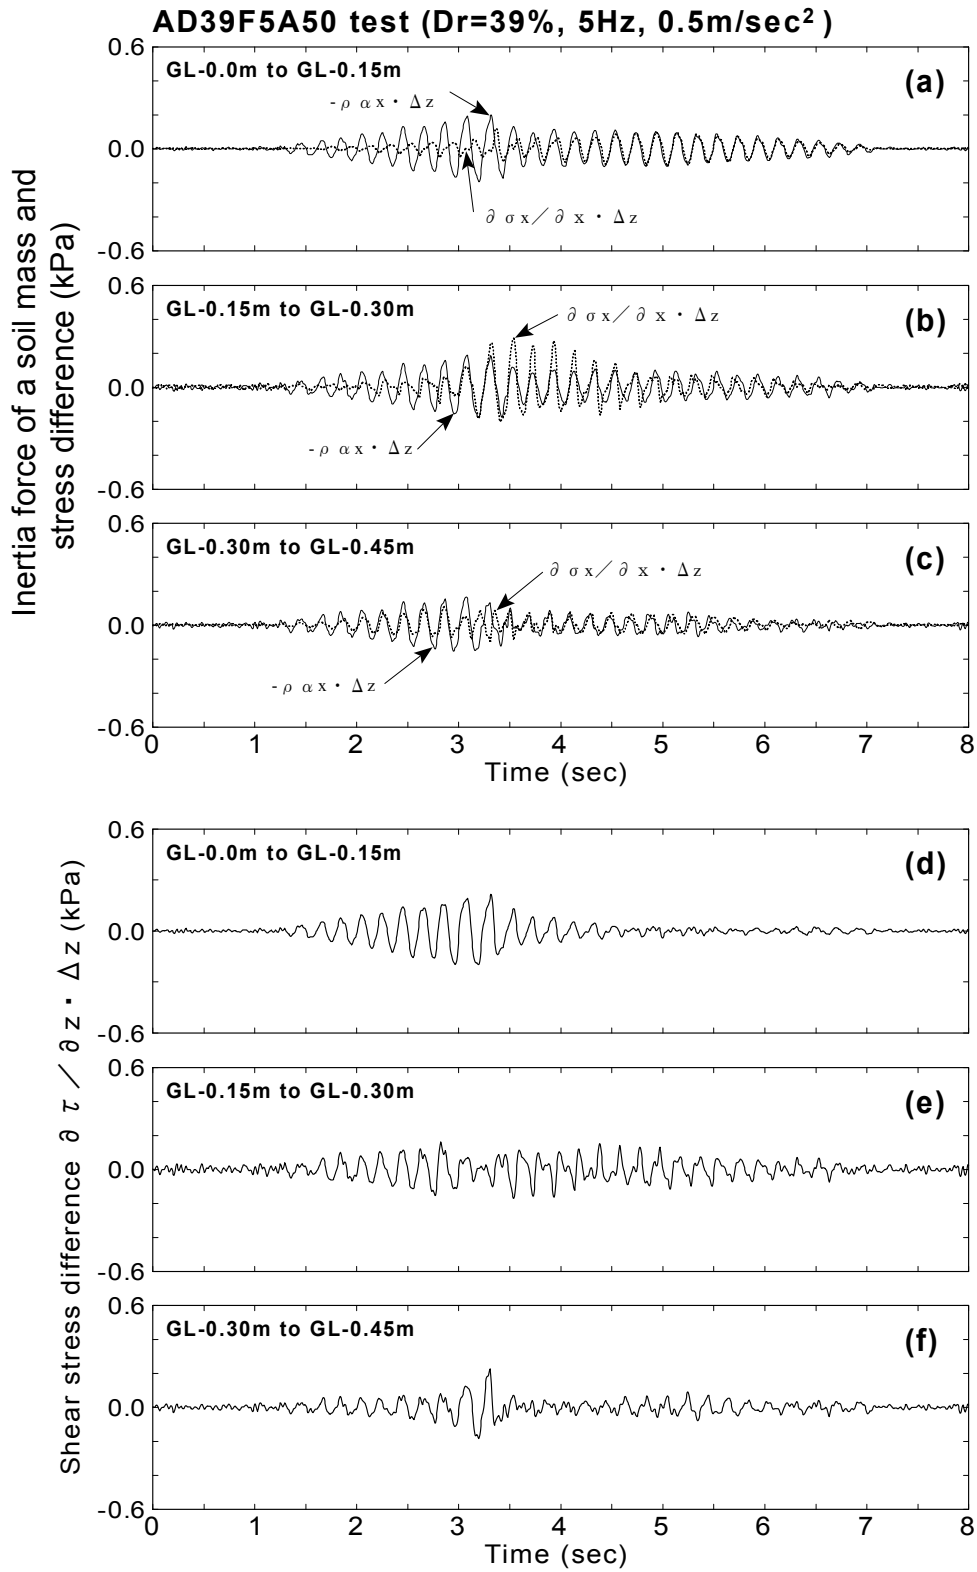 AD39F5A50 test (Dr=39%, 5Hz, 0.5m/sec² )
Inertia force of a soil mass and
stress difference (kPa)
0.6
GL-0.0m to GL-0.15m
(a)
-ρ αx・Δz
0.0
∂ σx／∂ x・Δz
-0.6
GL-0.15m to GL-0.30m
(b)
∂ σx／∂ x・Δz
0.0
-ρ αx・Δz
-0.6
0.6
GL-0.30m to GL-0.45m
(c)
∂ σx／∂ x・Δz
0.0
-ρ αx・Δz
-0.6
0 1 2 3 4 5 6 7 8
Time (sec)
Shear stress difference ∂ τ／∂z・Δz (kPa)
0.6
GL-0.0m to GL-0.15m
(d)
0.0
-0.6
0.6
GL-0.15m to GL-0.30m
(e)
0.0
-0.6
0.6
GL-0.30m to GL-0.45m
(f)
0.0
-0.6
0 1 2 3 4 5 6 7 8
Time (sec)